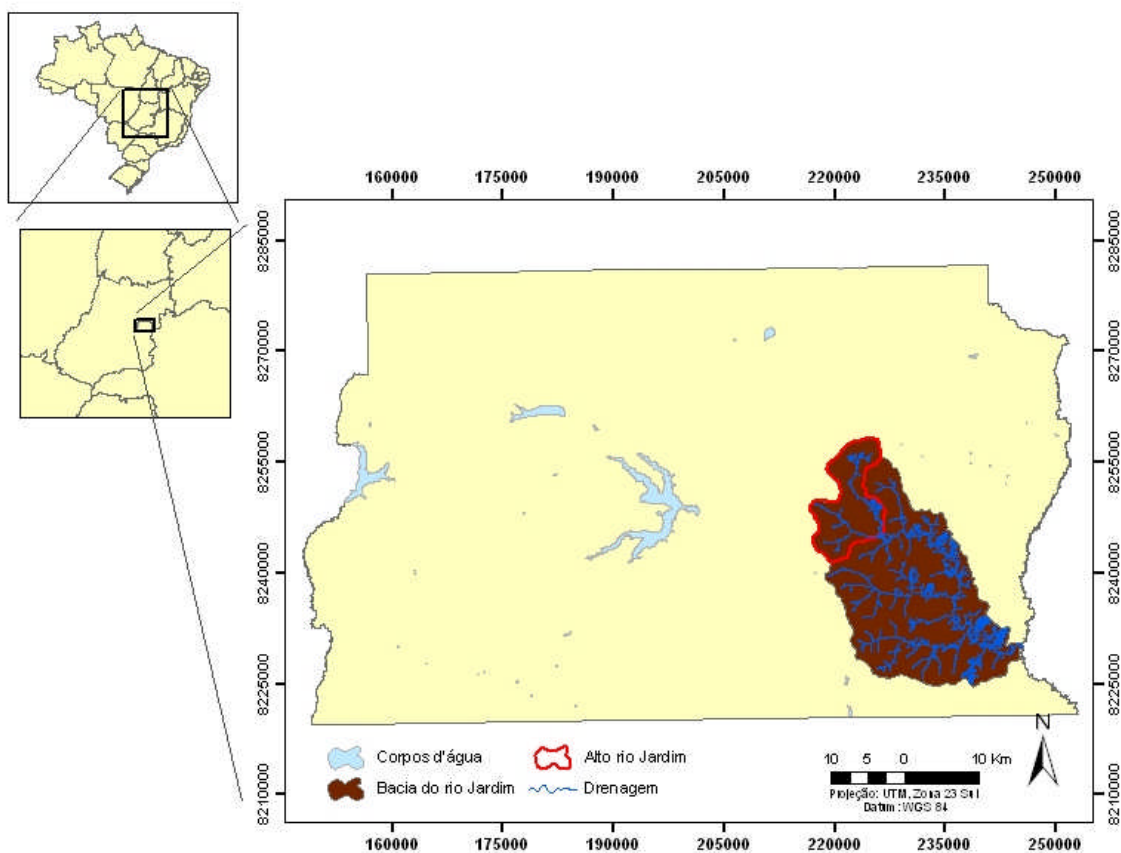 160000 175000 190000 205000 220000 235000 250000
8285000 8285000
8270000 8270000
8255000 8255000
8240000 8240000
8225000 8225000
8210000 8210000
N
Corpos d'água
Alto rio Jardim
Bacia do rio Jardim
Drenagem
10 5 0 10 Km
Projeção: UTM, Zona 23 Sul
Datum: WGS 84
160000 175000 190000 205000 220000 235000 250000